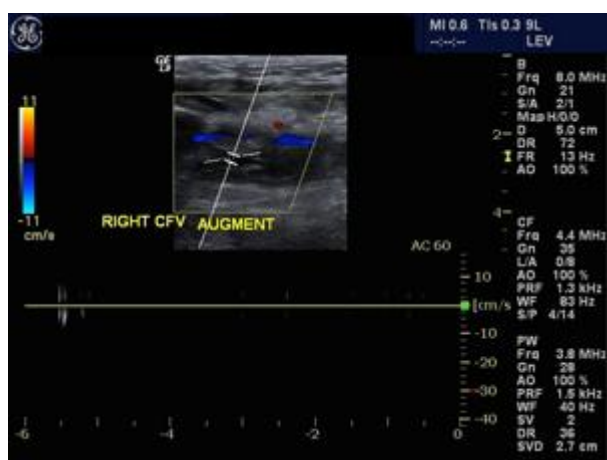 MI 0.6 TIs 0.3 9L
--:--:-- LEV
B
Frq 8.0 MHz
Gn 21
S/A 2/1
Map H/0/0
D 5.0 cm
DR 72
FR 13 Hz
AO 100 %
11
-11
cm/s
2
4
RIGHT CFV AUGMENT
AC 60
CF
Frq 4.4 MHz
Gn 35
L/A 0/8
AO 100 %
PRF 1.3 kHz
WF 83 Hz
S/P 4/14
10
[cm/s
-10
-20
-30
-40
PW
Frq 3.8 MHz
Gn 28
AO 100 %
PRF 1.5 kHz
WF 40 Hz
SV 2
DR 36
SVD 2.7 cm
-6 -4 -2 0